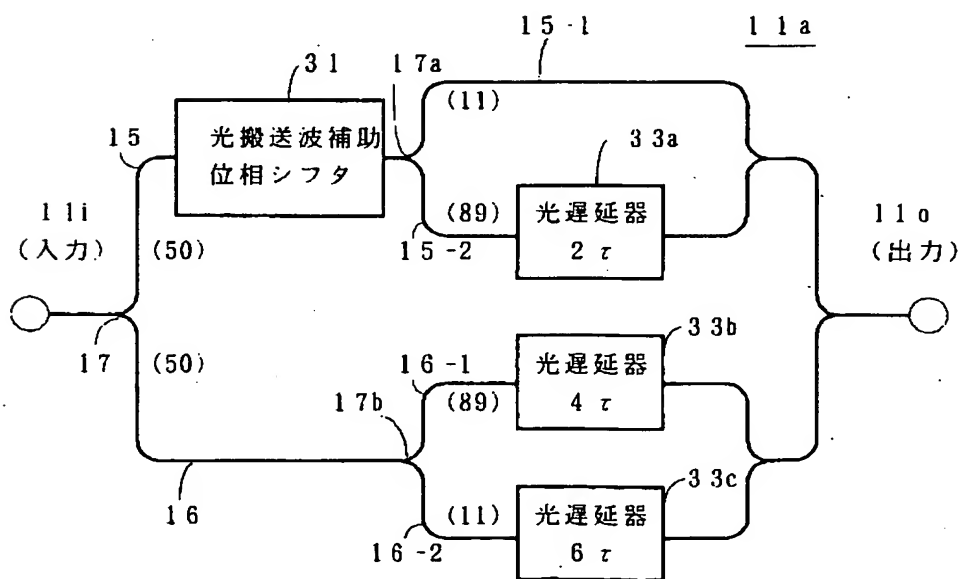 15-1
11a
31
17a
(11)
15
光搬送波補助
位相シフタ
33a
11i
(入力)
(50)
(89)
15-2
光遅延器
2τ
11o
(出力)
17
(50)
16-1
(89)
光遅延器
4τ
33b
17b
16
(11)
16-2
光遅延器
6τ
33c